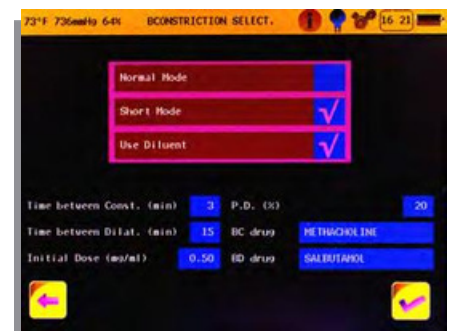 73°F 736mmHg 64% BCONSTRICTION SELECT. 16 21
Normal Mode
Short Mode √
Use Diluent √
Time between Const. (min) 3 P.D. (%) 20
Time between Dilat. (min) 15 BC drug METHACHOLINE
Initial Dose (mg/ml) 0.50 BD drug SALBUTAMOL